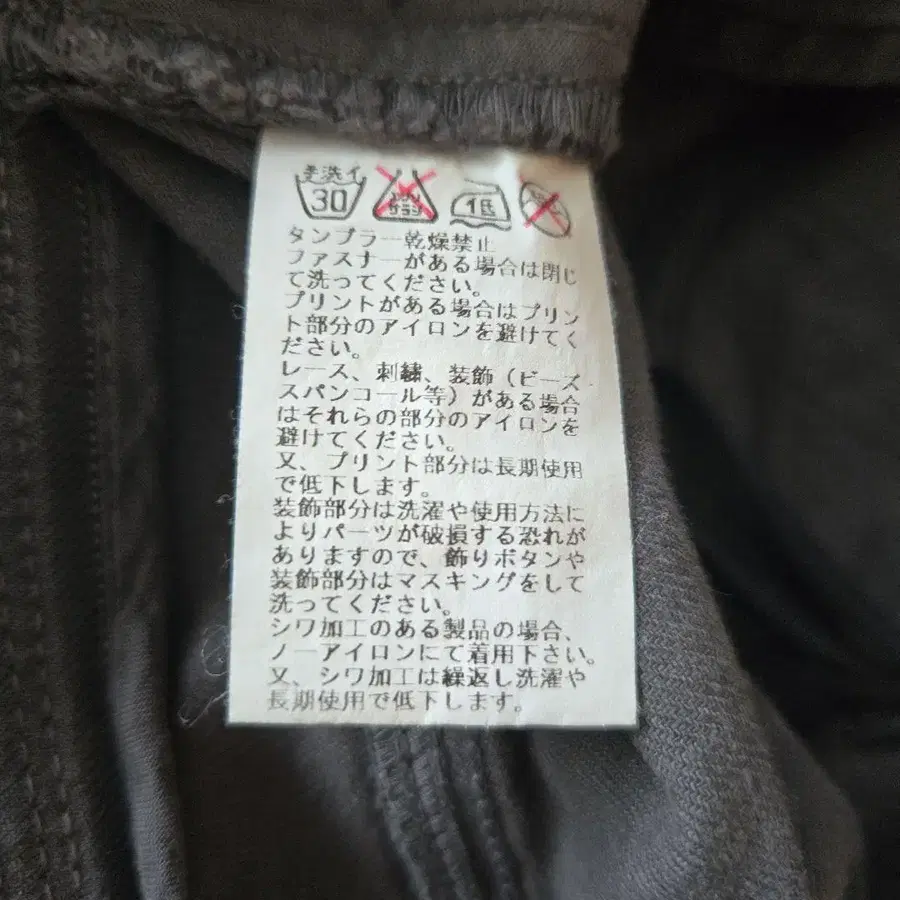 手洗イ
30
エンソ
サラシ
低
タンブラー乾燥禁止
ファスナーがある場合は閉じ
て洗ってください。
プリントがある場合はプリン
ト部分のアイロンを避けてく
ださい。
レース、刺繍、装飾（ビーズ
スパンコール等）がある場合
はそれらの部分のアイロンを
避けてください。
又、プリント部分は長期使用
で低下します。
装飾部分は洗濯や使用方法に
よりパーツが破損する恐れが
ありますので、飾りボタンや
装飾部分はマスキングをして
洗ってください。
シワ加工のある製品の場合、
ノーアイロンにて着用下さい。
又、シワ加工は繰返し洗濯や
長期使用で低下します。